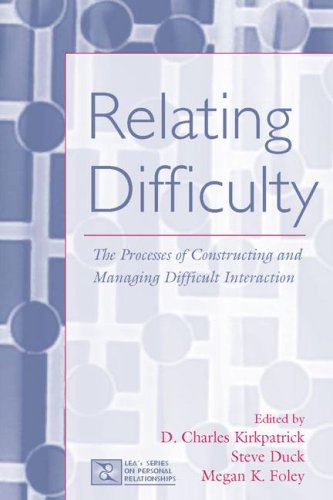 Relating
Difficulty
The Processes of Constructing and
Managing Difficult Interaction
Edited by
D. Charles Kirkpatrick
Steve Duck
Megan K. Foley
LEA's SERIES
ON PERSONAL
RELATIONSHIPS